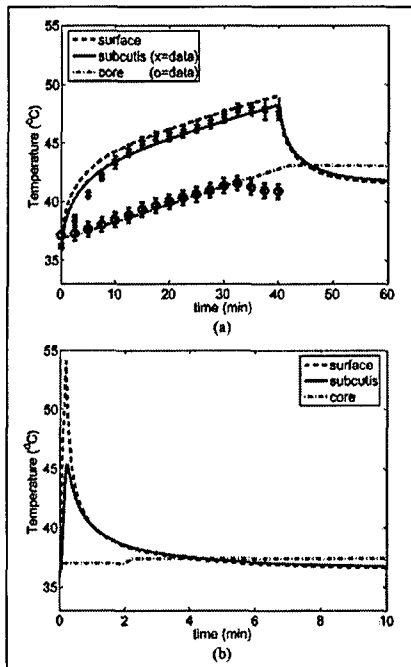 55
surface
subcutis (x=data)
core (o=data)
50
45
40
35
Temperature (°C)
0 10 20 30 40 50 60
time (min)
(a)
55
surface
subcutis
core
50
45
40
35
Temperature (°C)
0 2 4 6 8 10
time (min)
(b)